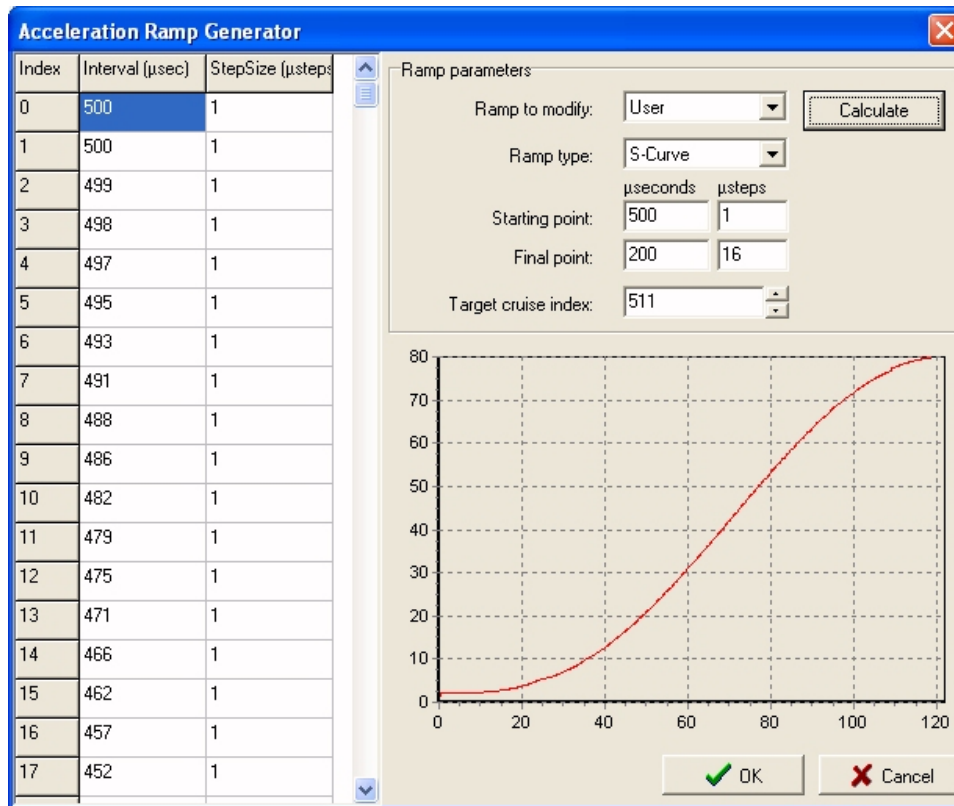 Acceleration Ramp Generator
Index Interval (µsec) StepSize (µsteps
0 500 1
1 500 1
2 499 1
3 498 1
4 497 1
5 495 1
6 493 1
7 491 1
8 488 1
9 486 1
10 482 1
11 479 1
12 475 1
13 471 1
14 466 1
15 462 1
16 457 1
17 452 1
Ramp parameters
Ramp to modify: User Calculate
Ramp type: S-Curve
µseconds µsteps
Starting point: 500 1
Final point: 200 16
Target cruise index: 511
80
70
60
50
40
30
20
10
0
0 20 40 60 80 100 120
OK Cancel